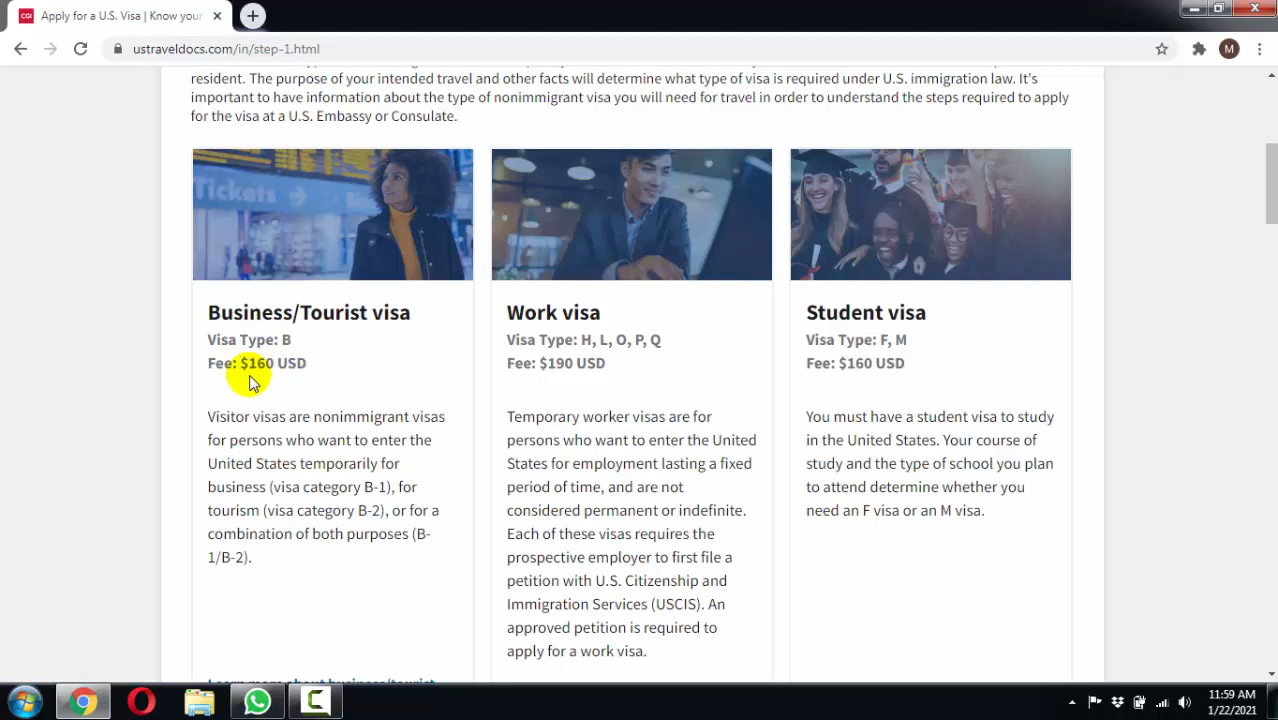 CGI
Apply for a U.S. Visa | Know your
ustraveldocs.com/in/step-1.html
M
resident. The purpose of your intended travel and other facts will determine what type of visa is required under U.S. immigration law. It's
important to have information about the type of nonimmigrant visa you will need for travel in order to understand the steps required to apply
for the visa at a U.S. Embassy or Consulate.
Tickets
Business/Tourist visa
Visa Type: B
Fee: $160 USD
Visitor visas are nonimmigrant visas
for persons who want to enter the
United States temporarily for
business (visa category B-1), for
tourism (visa category B-2), or for a
combination of both purposes (B-
1/B-2).
Learn more about business/tourist
Work visa
Visa Type: H, L, O, P, Q
Fee: $190 USD
Temporary worker visas are for
persons who want to enter the United
States for employment lasting a fixed
period of time, and are not
considered permanent or indefinite.
Each of these visas requires the
prospective employer to first file a
petition with U.S. Citizenship and
Immigration Services (USCIS). An
approved petition is required to
apply for a work visa.
Student visa
Visa Type: F, M
Fee: $160 USD
You must have a student visa to study
in the United States. Your course of
study and the type of school you plan
to attend determine whether you
need an F visa or an M visa.
11:59 AM
1/22/2021